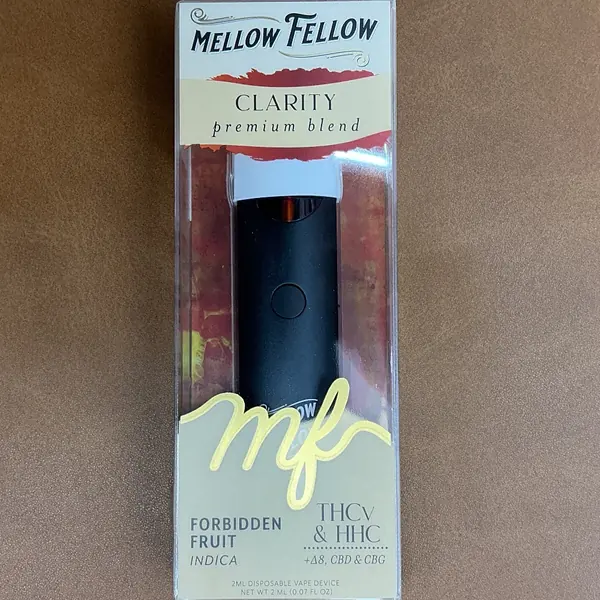 MELLOW FELLOW
CLARITY
premium blend
OW
mf
FORBIDDEN
FRUIT
INDICA
THCv
& HHC
+Δ8, CBD & CBG
2ML DISPOSABLE VAPE DEVICE
NET WT 2 ML (0.07 FL OZ)